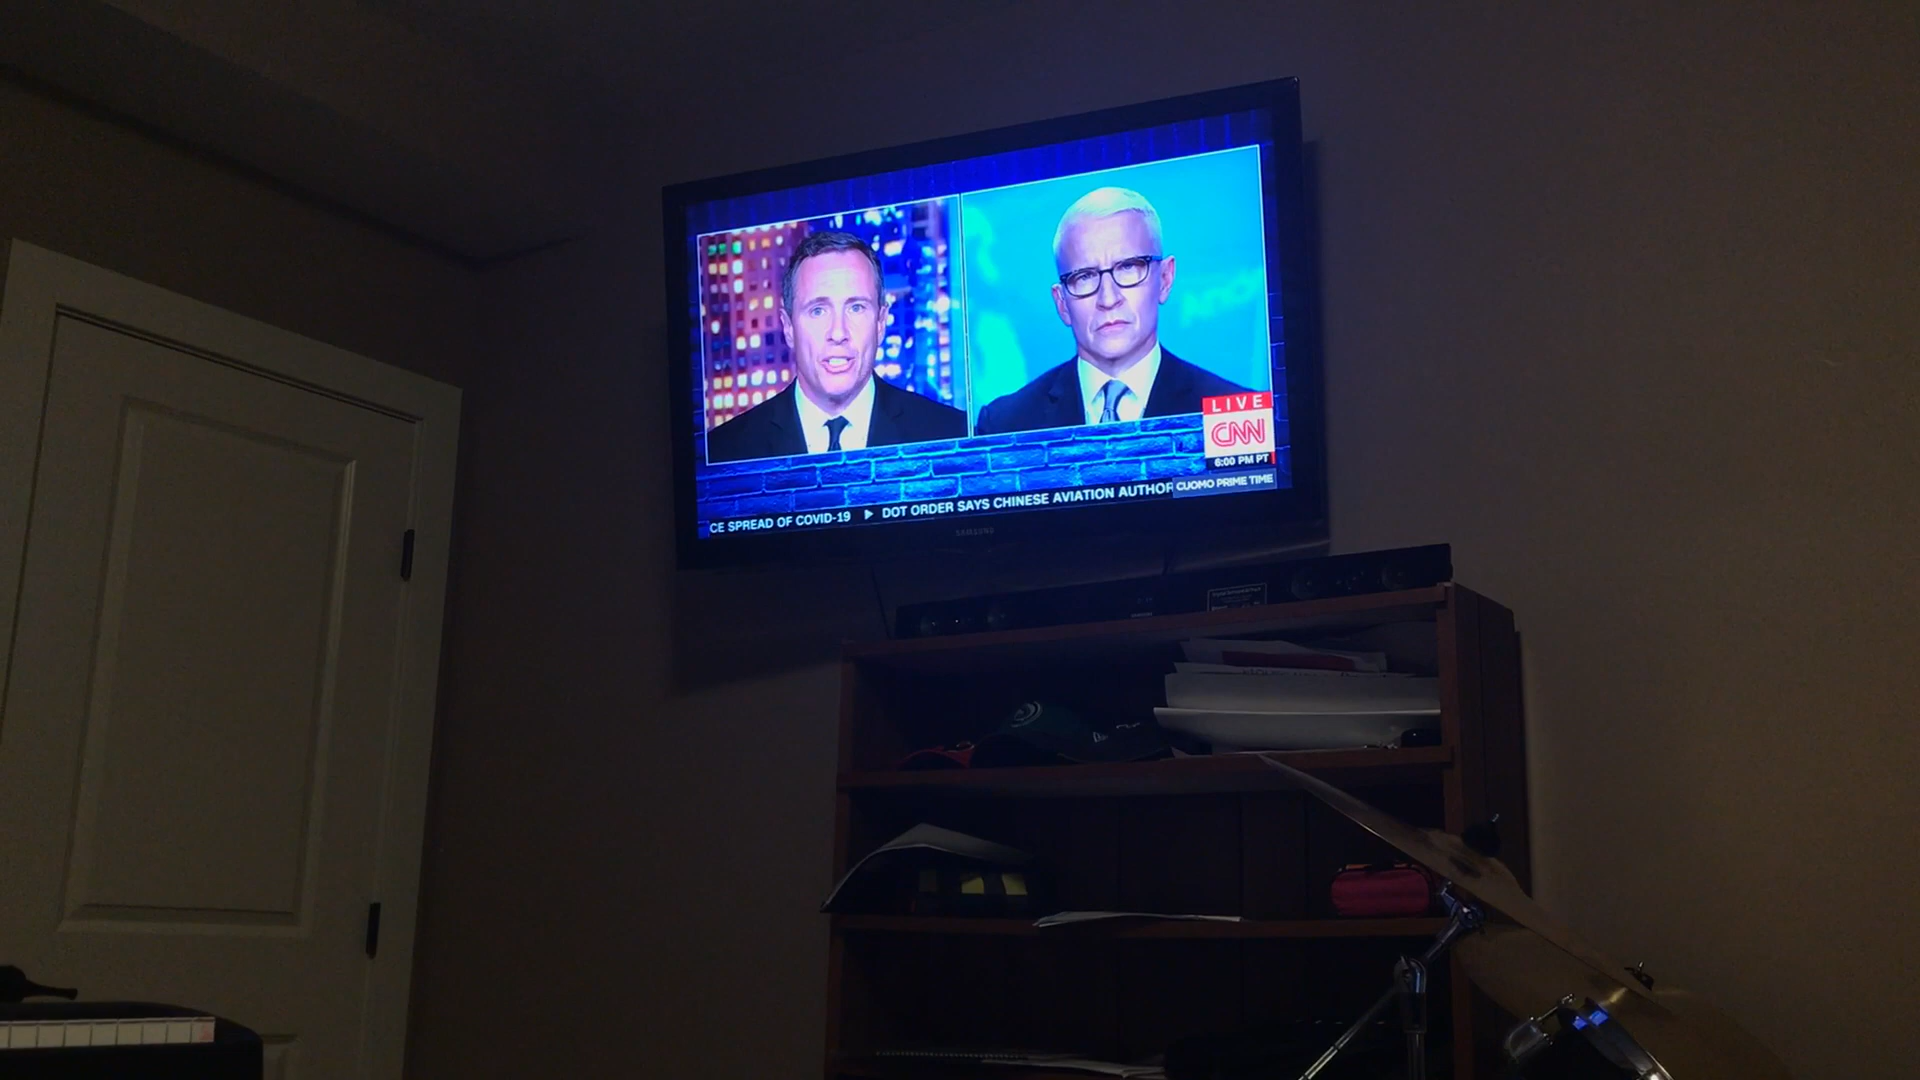 LIVE
CNN
6:00 PM PT
CUOMO PRIME TIME
CE SPREAD OF COVID-19 ▶ DOT ORDER SAYS CHINESE AVIATION AUTHOR
SAMSUNG